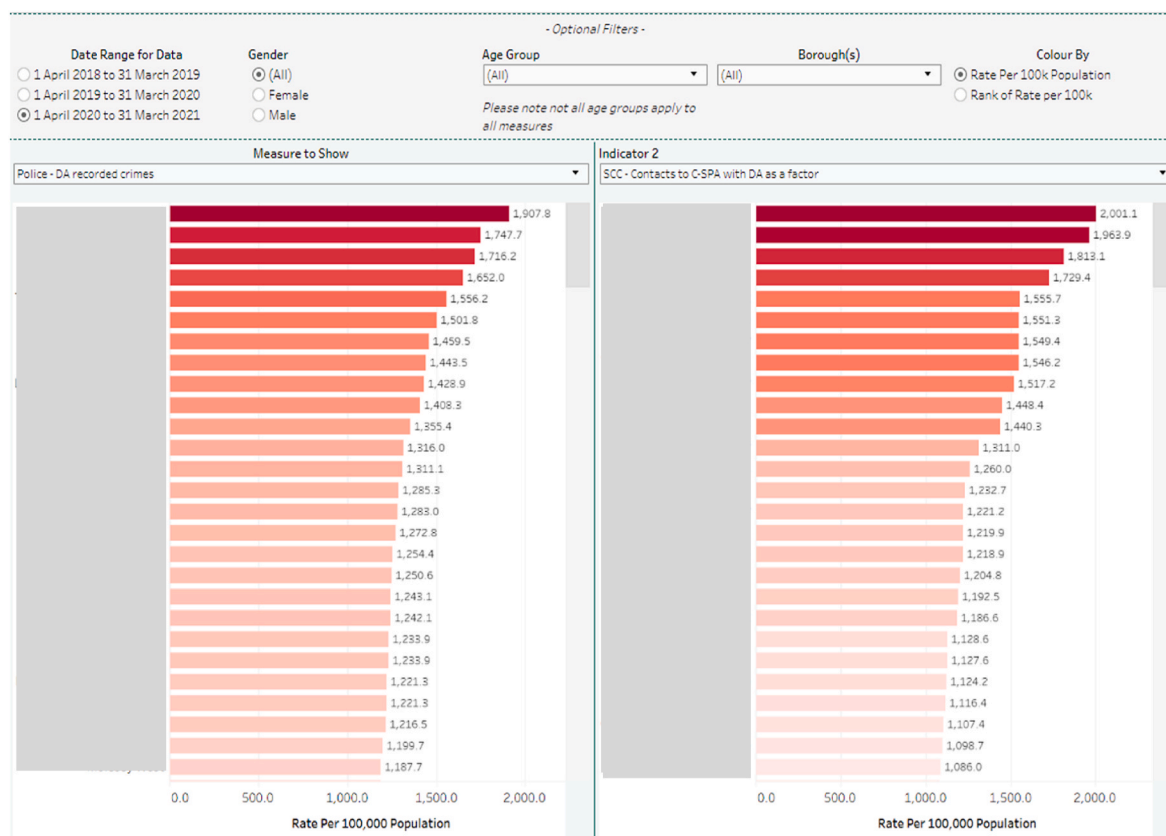 - Optional Filters -
Date Range for Data
1 April 2018 to 31 March 2019
1 April 2019 to 31 March 2020
1 April 2020 to 31 March 2021
Gender
(All)
Female
Male
Age Group
(All)
Please note not all age groups apply to
all measures
Borough(s)
(All)
Colour By
Rate Per 100k Population
Rank of Rate per 100k
Measure to Show
Police - DA recorded crimes
1,907.8
1,747.7
1,716.2
1,652.0
1,556.2
1,501.8
1,459.5
1,443.5
1,428.9
1,408.3
1,355.4
1,316.0
1,311.1
1,285.3
1,283.0
1,272.8
1,254.4
1,250.6
1,243.1
1,242.1
1,233.9
1,233.9
1,221.3
1,221.3
1,216.5
1,199.7
1,187.7
0.0 500.0 1,000.0 1,500.0 2,000.0
Rate Per 100,000 Population
Indicator 2
SCC - Contacts to C-SPA with DA as a factor
2,001.1
1,963.9
1,813.1
1,729.4
1,555.7
1,551.3
1,549.4
1,546.2
1,517.2
1,448.4
1,440.3
1,311.0
1,260.0
1,232.7
1,221.2
1,219.9
1,218.9
1,204.8
1,192.5
1,186.6
1,128.6
1,127.6
1,124.2
1,116.4
1,107.4
1,098.7
1,086.0
0.0 500.0 1,000.0 1,500.0 2,000.0
Rate Per 100,000 Population